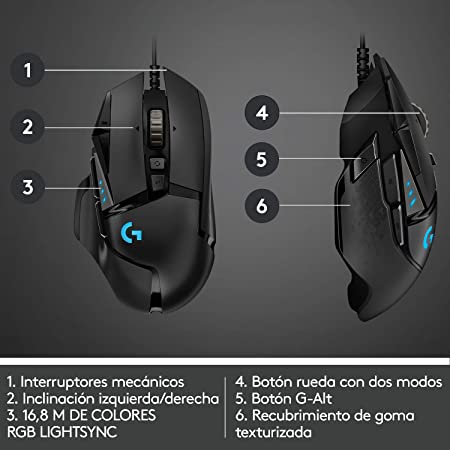 1
2
3
4
5
6
G
G
1. Interruptores mecánicos
2. Inclinación izquierda/derecha
3. 16,8 M DE COLORES
RGB LIGHTSYNC
4. Botón rueda con dos modos
5. Botón G-Alt
6. Recubrimiento de goma
texturizada